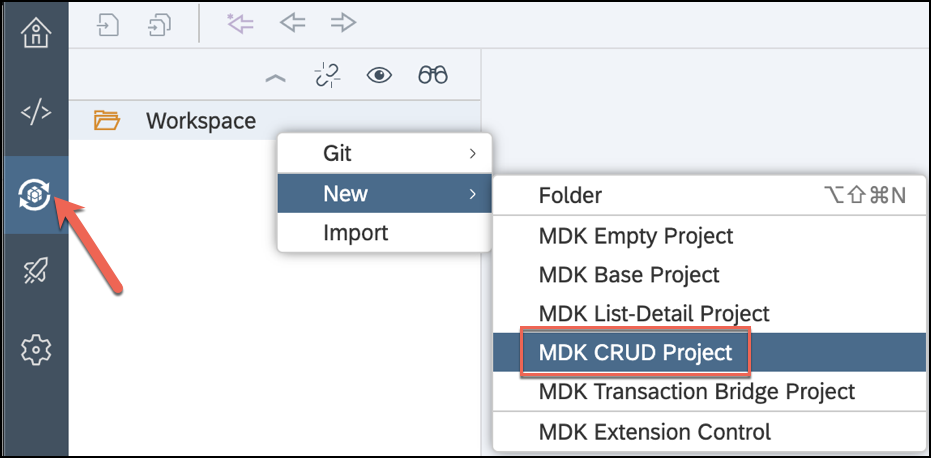 Workspace
Git
New
Import
Folder ⌥⇧⌘N
MDK Empty Project
MDK Base Project
MDK List-Detail Project
MDK CRUD Project
MDK Transaction Bridge Project
MDK Extension Control